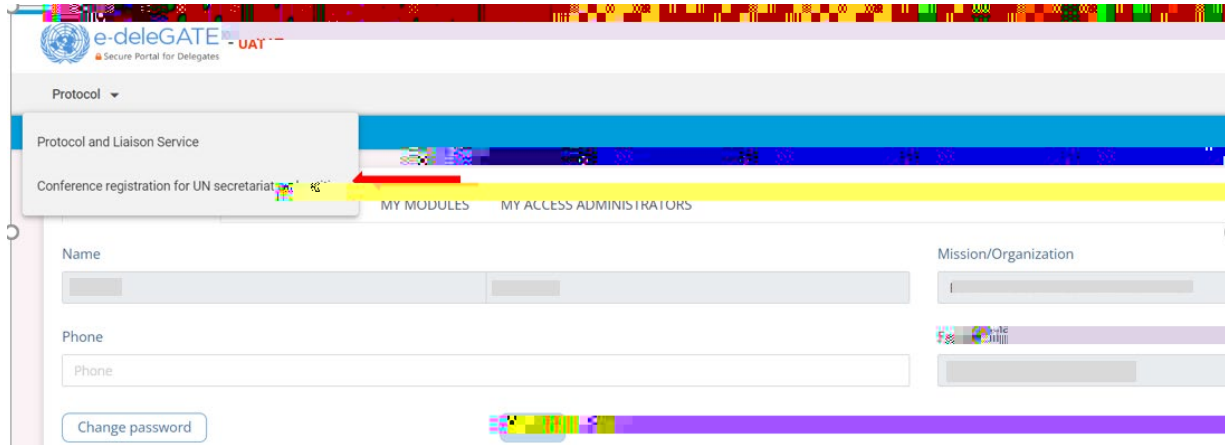 e-deleGATE - UAT
Secure Portal for Delegates
Protocol
Protocol and Liaison Service
Conference registration for UN secretariat
MY MODULES MY ACCESS ADMINISTRATORS
Name Mission/Organization
Phone
Phone
Change password